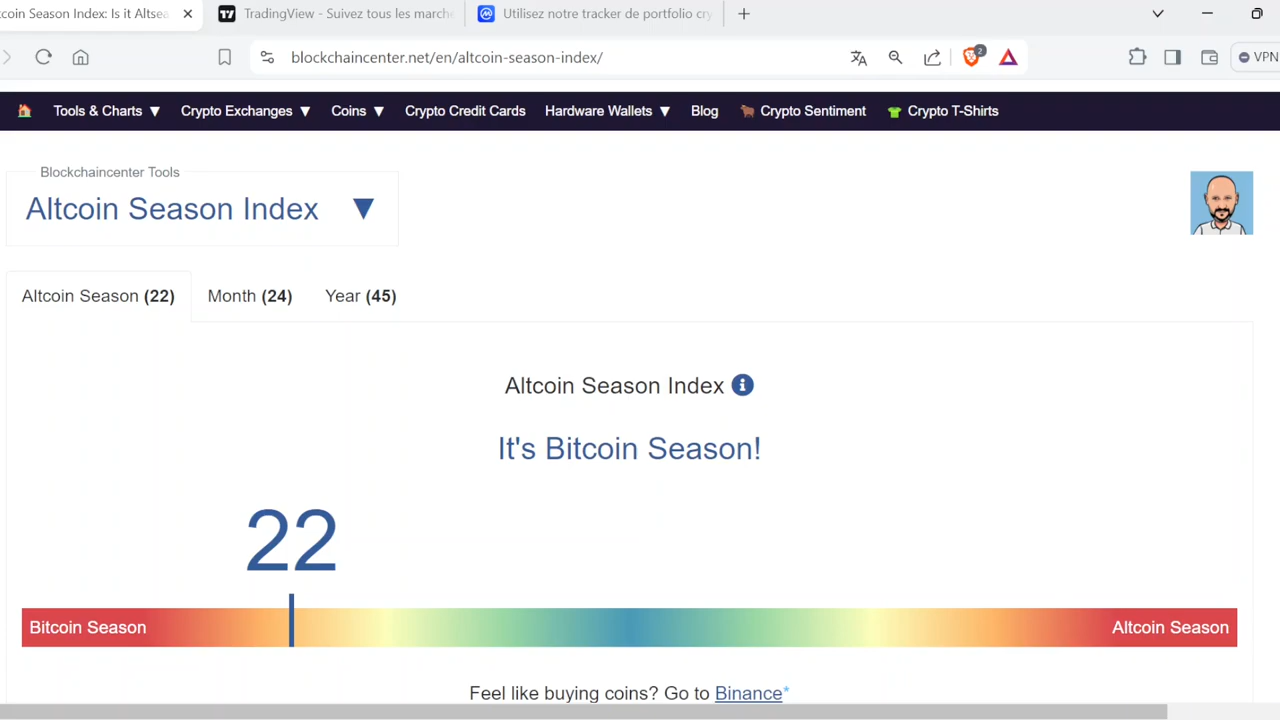 coin Season Index: Is it Altsea
TradingView - Suivez tous les marche
Utilisez notre tracker de portfolio cry
blockchaincenter.net/en/altcoin-season-index/
2
VPN
Tools & Charts ▼ Crypto Exchanges ▼ Coins ▼ Crypto Credit Cards Hardware Wallets ▼ Blog Crypto Sentiment Crypto T-Shirts
Blockchaincenter Tools
Altcoin Season Index ▼
Altcoin Season (22) Month (24) Year (45)
Altcoin Season Index
It's Bitcoin Season!
22
Bitcoin Season Altcoin Season
Feel like buying coins? Go to Binance*